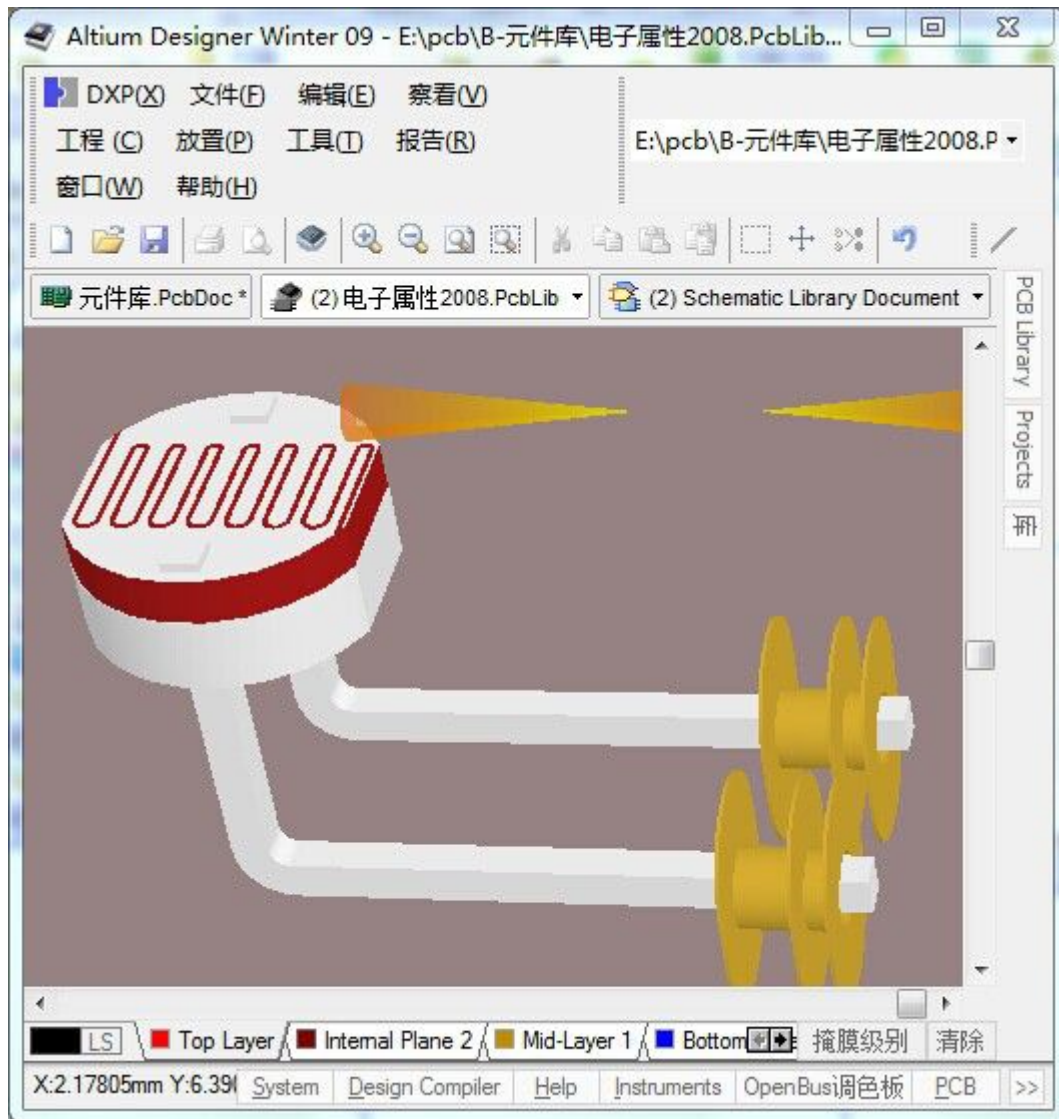 Altium Designer Winter 09 - E:\pcb\B-元件库\电子属性2008.PcbLib...
DXP(X) 文件(F) 编辑(E) 察看(V)
工程 (C) 放置(P) 工具(T) 报告(R)
E:\pcb\B-元件库\电子属性2008.P
窗口(W) 帮助(H)
元件库.PcbDoc * (2) 电子属性2008.PcbLib (2) Schematic Library Document
PCB Library
Projects
库
LS Top Layer Internal Plane 2 Mid-Layer 1 Bottom 掩膜级别 清除
X:2.17805mm Y:6.390 System Design Compiler Help Instruments OpenBus调色板 PCB >>